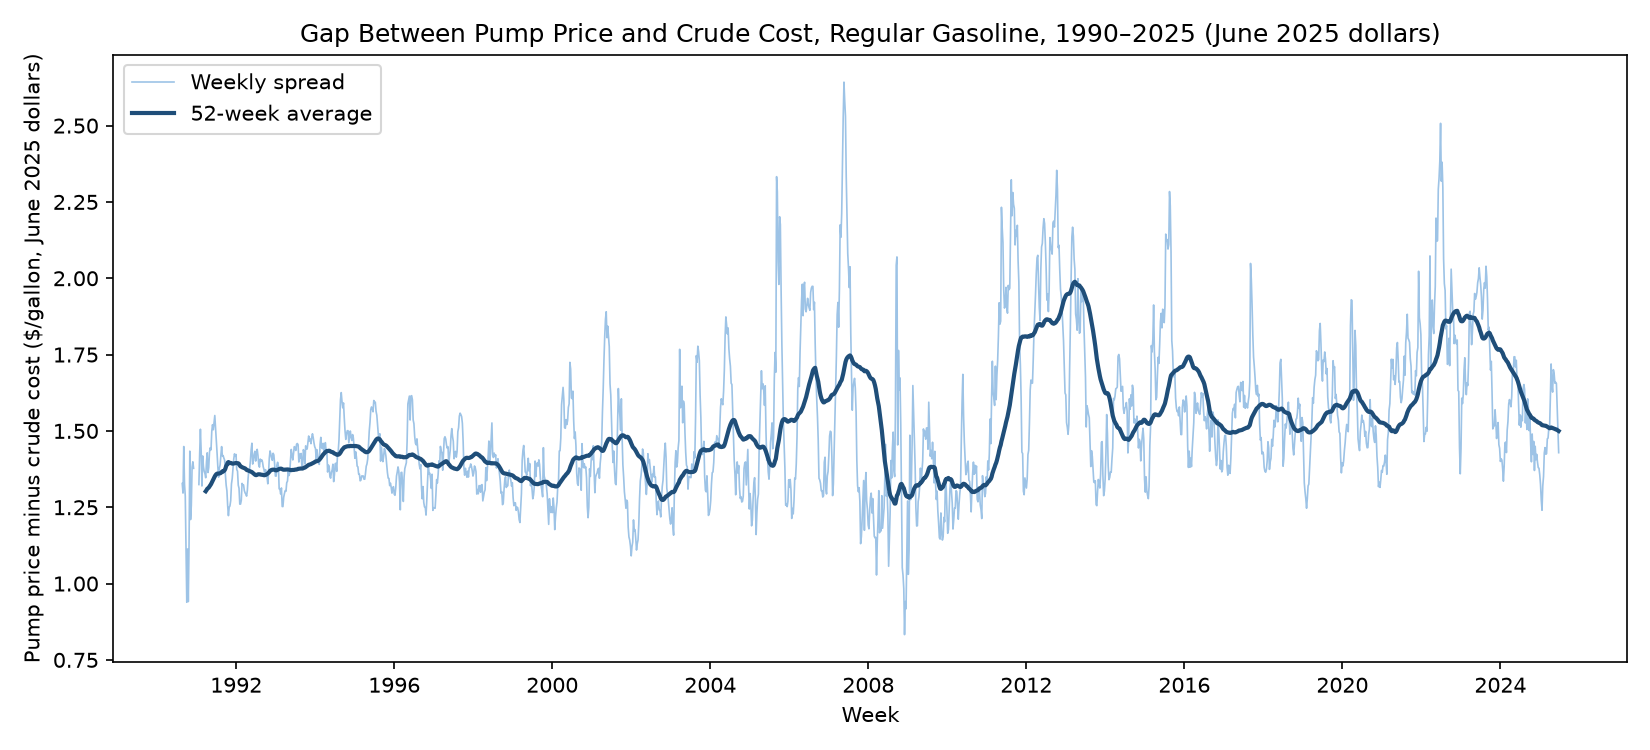 Gap Between Pump Price and Crude Cost, Regular Gasoline, 1990–2025 (June 2025 dollars)
Weekly spread
52-week average
Pump price minus crude cost ($/gallon, June 2025 dollars)
2.50
2.25
2.00
1.75
1.50
1.25
1.00
0.75
1992 1996 2000 2004 2008 2012 2016 2020 2024
Week